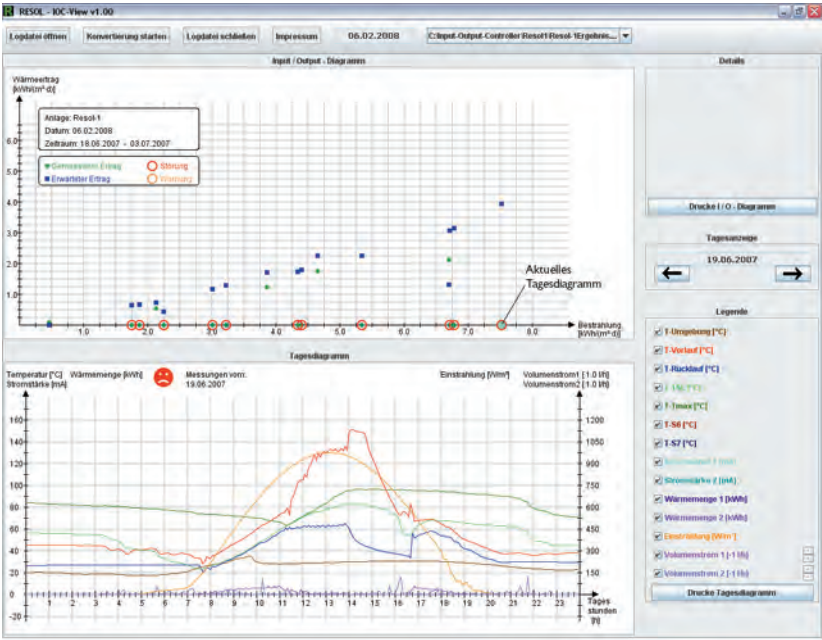 RESOL - IOC-View v1.00
Logdatei öffnen Konvertierung starten Logdatei schließen Impressum 06.02.2008 C:\Input-Output-Controller\Resol1\Resol-1Ergebnis....
Input / Output - Diagramm
Wärmeertrag
[kWh/(m²·d)]
Anlage: Resol-1
Datum: 06.02.2008
Zeitraum: 18.06.2007 - 03.07.2007
Gemessener Ertrag Störung
Erwarteter Ertrag Warnung
6.0
5.0
4.0
3.0
2.0
1.0
Aktuelles
Tagesdiagramm
1.0 2.0 3.0 4.0 5.0 6.0 7.0 8.0
Bestrahlung
[kWh/(m²·d)]
Details
Drucke I / O - Diagramm
Tagesanzeige
19.06.2007
Legende
T-Umgebung [°C]
T-Vorlauf [°C]
T-Rücklauf [°C]
T-Tmax [°C]
T-S6 [°C]
T-S7 [°C]
Stromstärke 2 [mA]
Wärmemenge 1 [kWh]
Wärmemenge 2 [kWh]
Einstrahlung [W/m²]
Volumenstrom 1 [-1 l/h]
Volumenstrom 2 [-1 l/h]
Drucke Tagesdiagramm
Tagesdiagramm
Temperatur [°C] Wärmemenge [kWh] Messungen vom: Einstrahlung [W/m²] Volumenstrom1 [ 1.0 l/h]
Stromstärke [mA] 19.06.2007 Volumenstrom2 [ 1.0 l/h]
160 1200
140 1050
120 900
100 750
80 600
60 450
40 300
20 150
0
-20
1 2 3 4 5 6 7 8 9 10 11 12 13 14 15 16 17 18 19 20 21 22 23
Tages
stunden
[h]